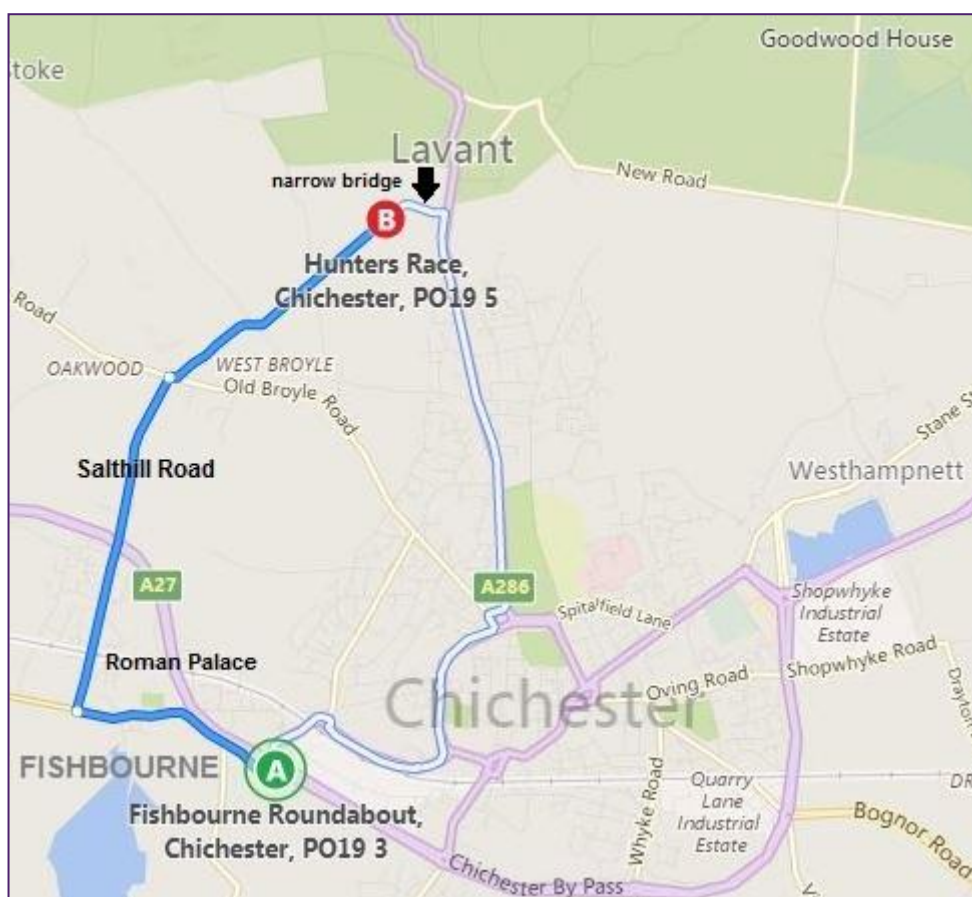 Goodwood House
Stoke
Lavant
narrow bridge
New Road
B
Hunters Race,
Chichester, PO19 5
Road
OAKWOOD
WEST BROYLE
Old Broyle Road
Salthill Road
Stane S
Westhampnett
A27
A286
Spitalfield Lane
Shopwhyke
Industrial
Estate
Roman Palace
Oving Road
Shopwhyke Road
Chichester
Drayton
FISHBOURNE
A
Fishbourne Roundabout,
Chichester, PO19 3
Whyke Road
Quarry
Lane
Industrial
Estate
DR
Bognor Road
Chichester By Pass
V